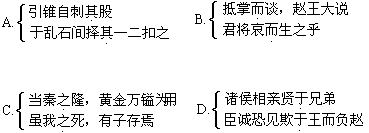 A. 引锥自刺其股
于乱石间择其一二扣之
B. 抵掌而谈，赵王大说
君将哀而生之乎
C. 当秦之隆，黄金万镒为用
虽我之死，有子存焉
D. 诸侯相亲贤于兄弟
臣诚恐见欺于王而负赵